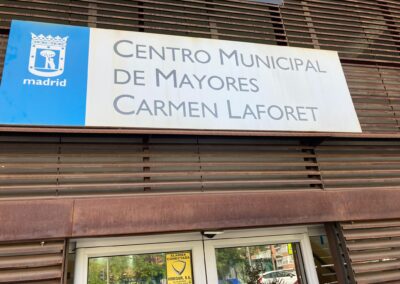 madrid
CENTRO MUNICIPAL
DE MAYORES
CARMEN LAFORET